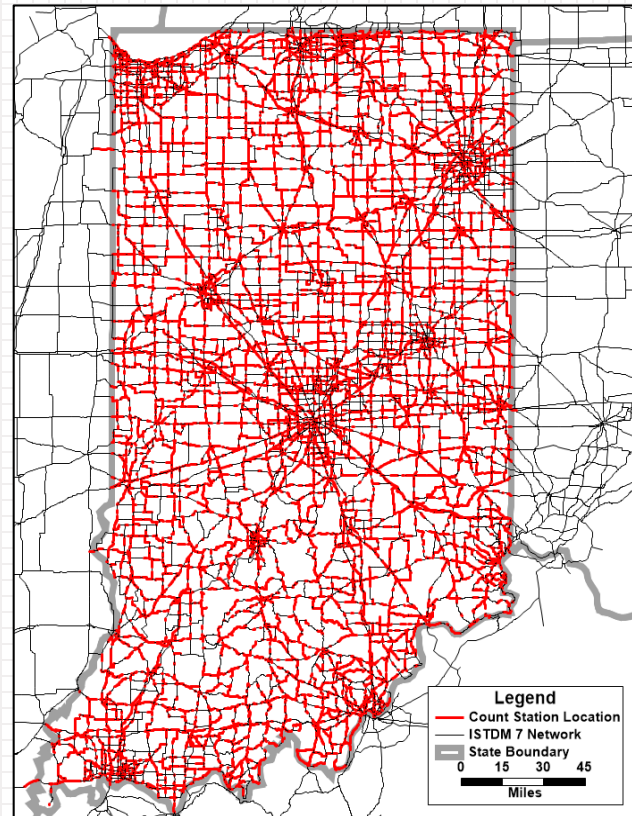 Legend
Count Station Location
ISTDM 7 Network
State Boundary
0 15 30 45
Miles